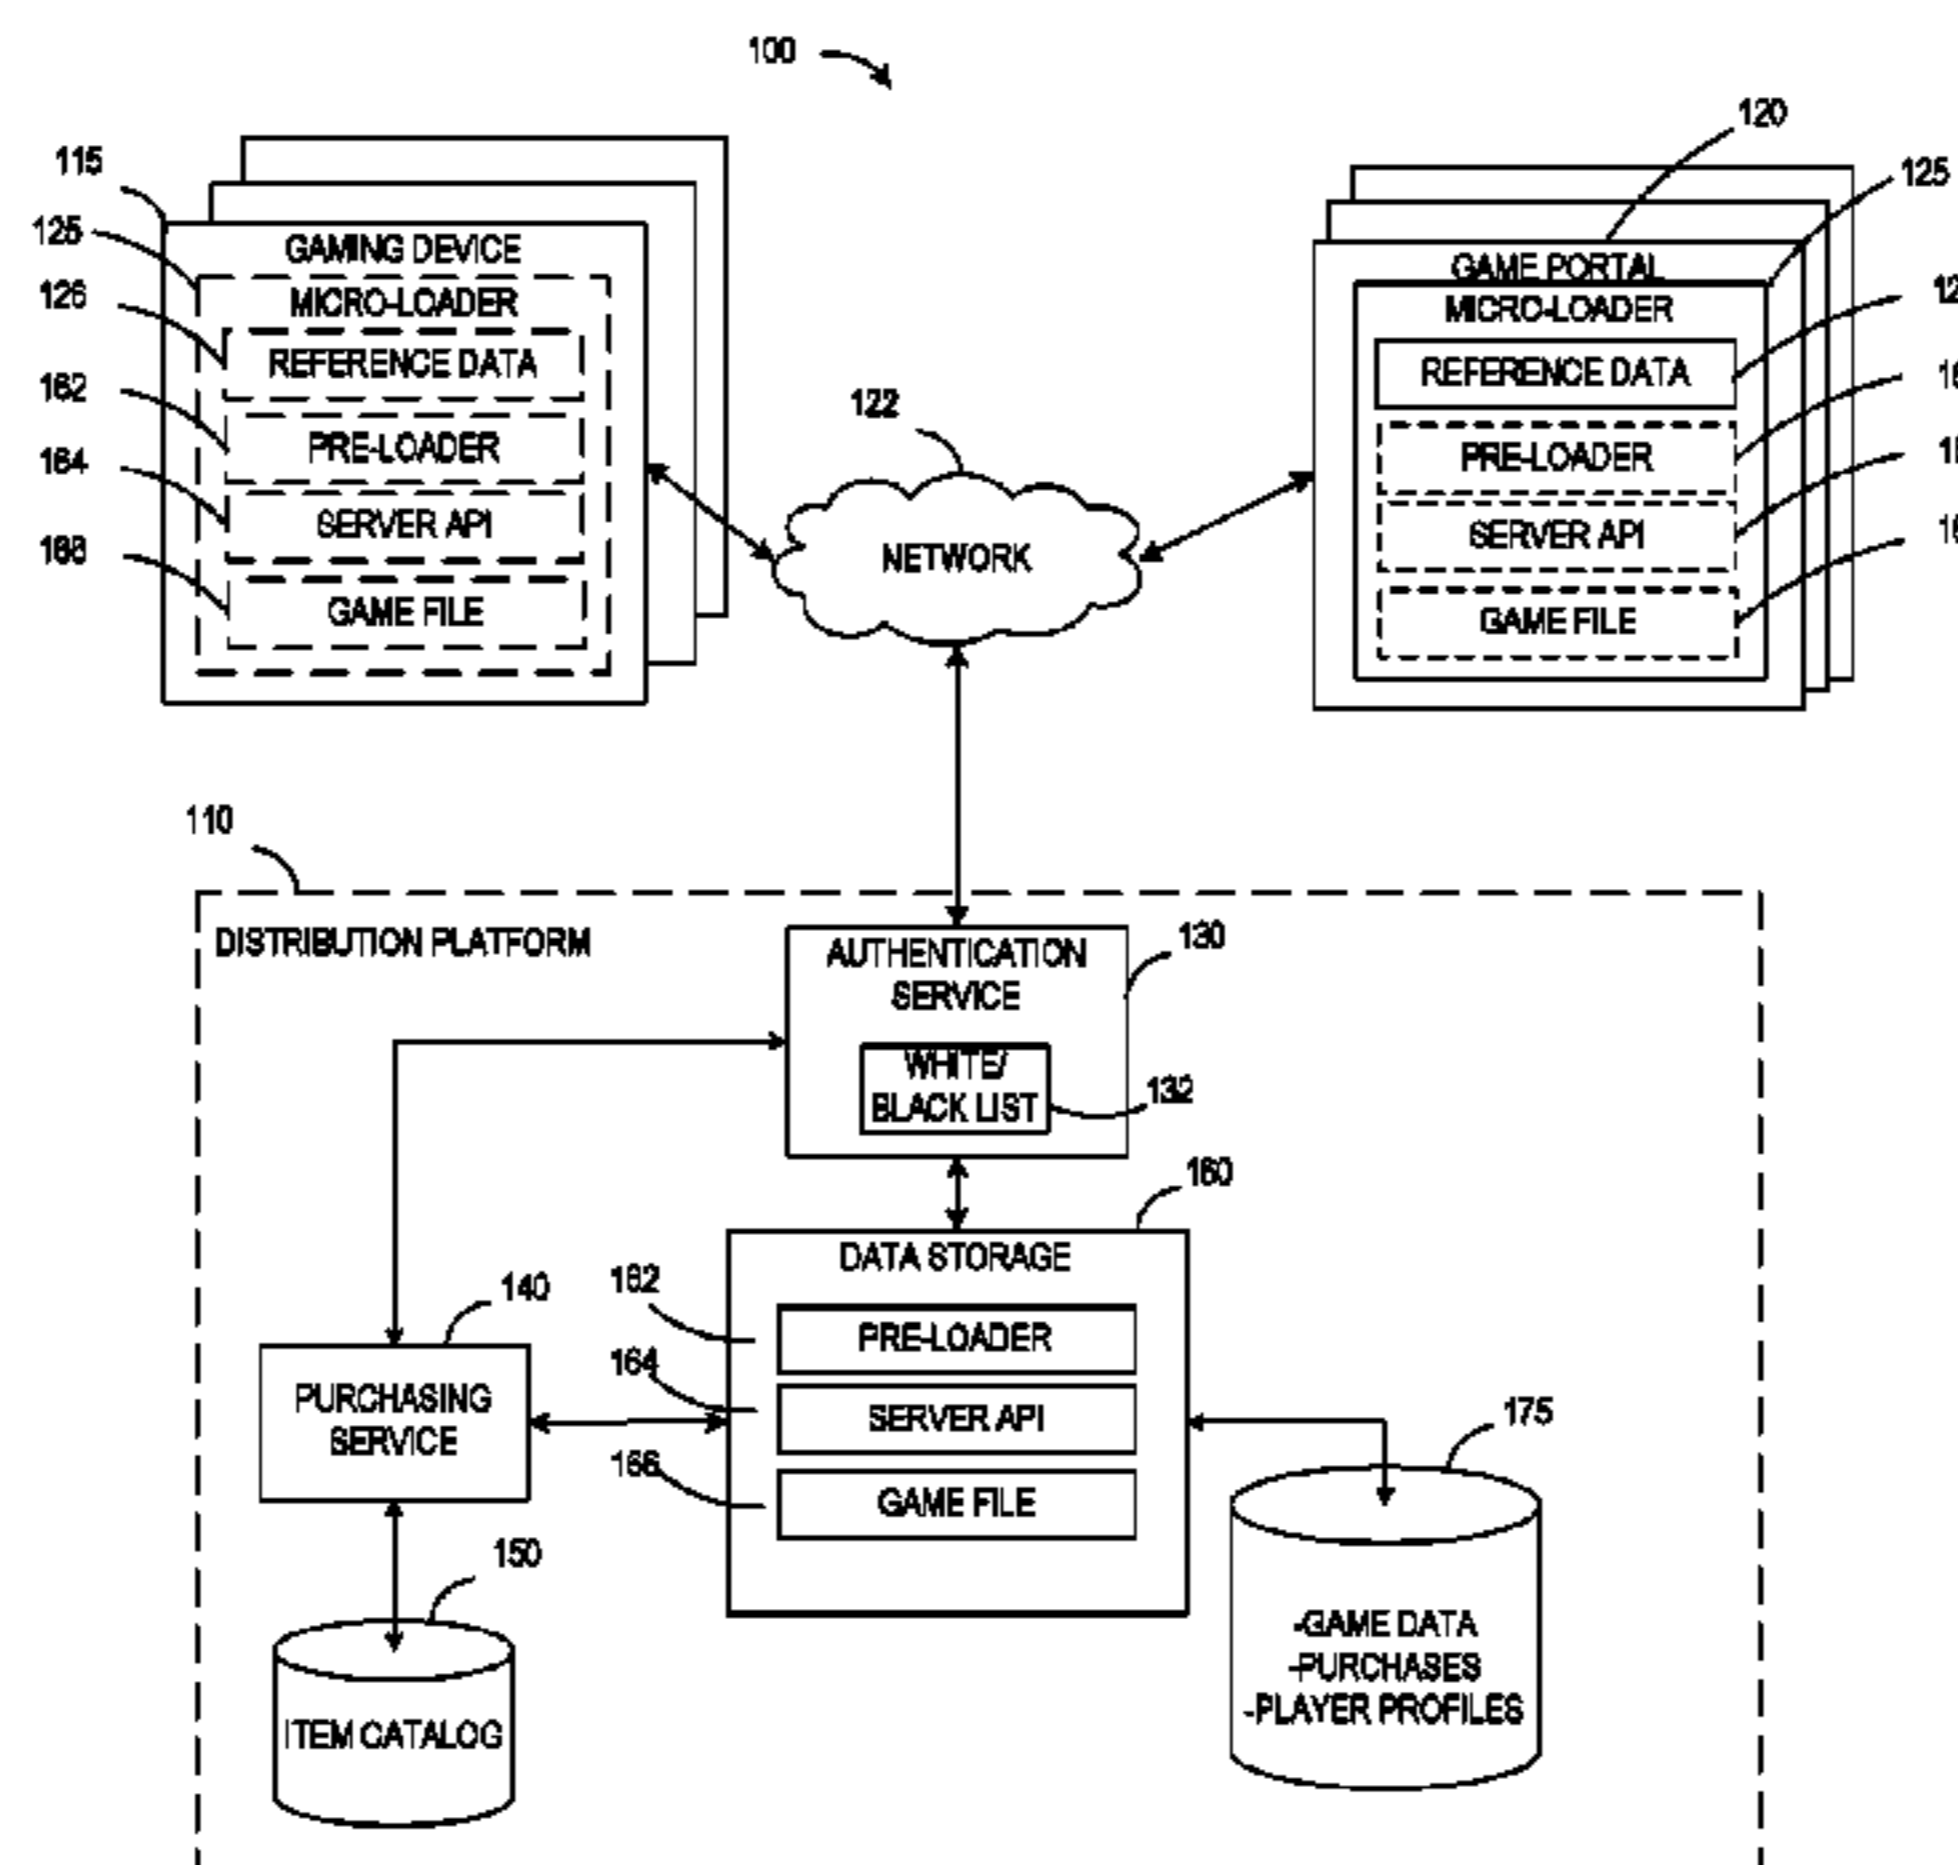 100
120
115
125
125
GAMING DEVICE
GAME PORTAL
126
MICRO-LOADER
MICRO-LOADER
REFERENCE DATA
REFERENCE DATA
162
122
PRE-LOADER
PRE-LOADER
164
SERVER API
SERVER API
166
NETWORK
GAME FILE
GAME FILE
110
DISTRIBUTION PLATFORM
AUTHENTICATION
SERVICE
130
WHITE/
BLACK LIST
132
160
DATA STORAGE
140
162
PRE-LOADER
PURCHASING
SERVICE
164
SERVER API
175
166
GAME FILE
150
ITEM CATALOG
-GAME DATA
-PURCHASES
-PLAYER PROFILES